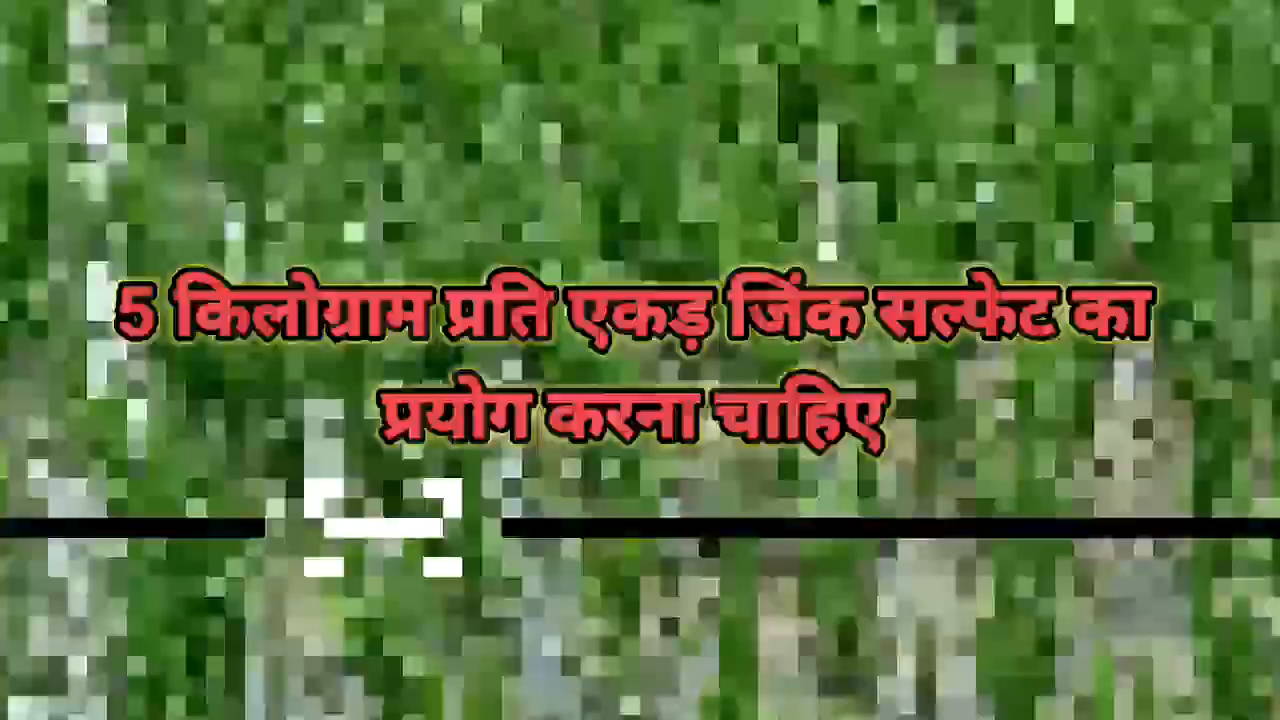 5 किलोग्राम प्रति एकड़ जिंक सल्फेट का
प्रयोग करना चाहिए